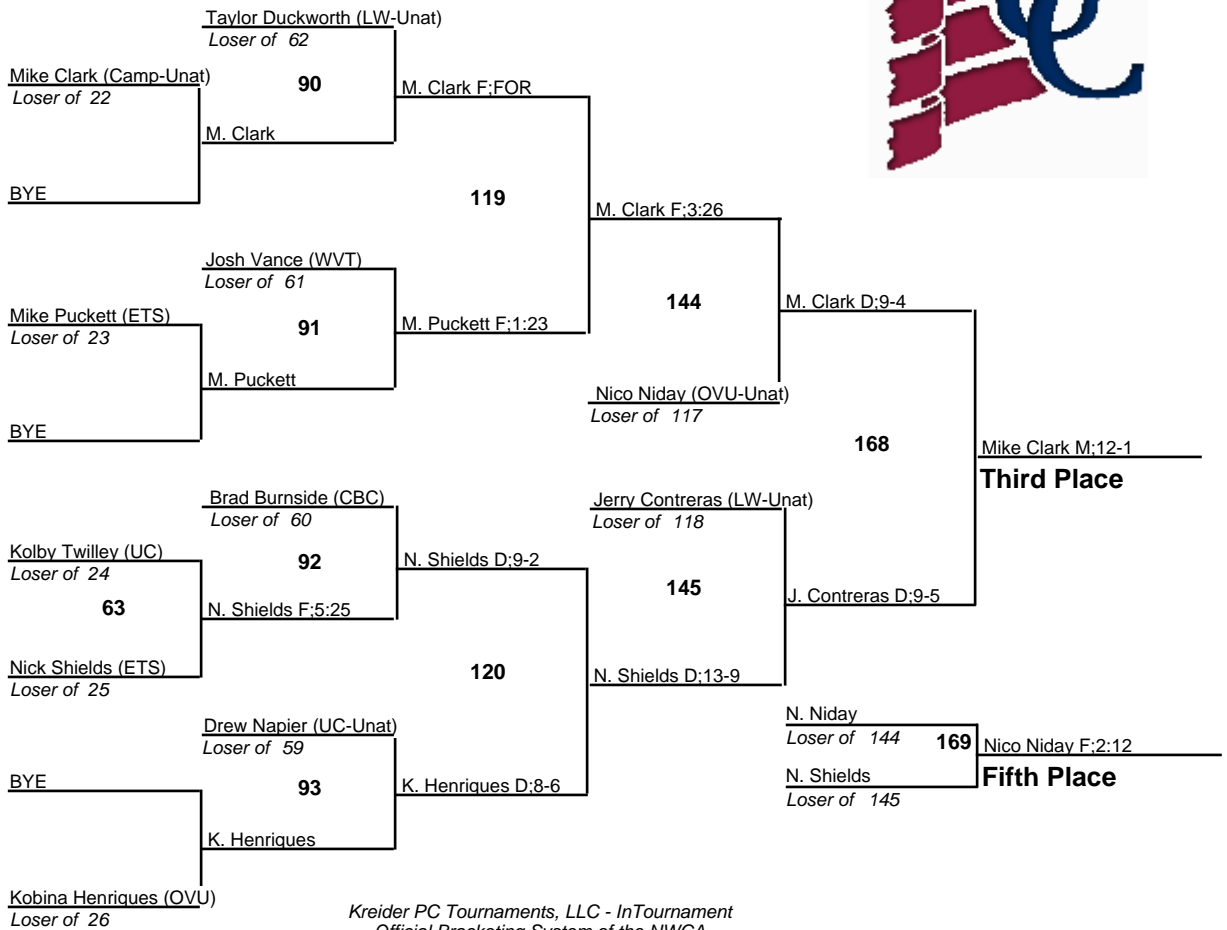 Taylor Duckworth (LW-Unat)
Loser of 62
Mike Clark (Camp-Unat)
Loser of 22
90
M. Clark F;FOR
M. Clark
BYE
119
M. Clark F;3:26
Josh Vance (WVT)
Loser of 61
Mike Puckett (ETS)
Loser of 23
91
M. Puckett F;1:23
144
M. Clark D;9-4
M. Puckett
Nico Niday (OVU-Unat)
Loser of 117
BYE
168
Mike Clark M;12-1
Third Place
Brad Burnside (CBC)
Loser of 60
Jerry Contreras (LW-Unat)
Loser of 118
Kolby Twilley (UC)
Loser of 24
92
N. Shields D;9-2
145
63
N. Shields F;5:25
J. Contreras D;9-5
Nick Shields (ETS)
Loser of 25
120
N. Shields D;13-9
Drew Napier (UC-Unat)
Loser of 59
N. Niday
Loser of 144
169
Nico Niday F;2:12
BYE
93
K. Henriques D;8-6
N. Shields
Fifth Place
Loser of 145
K. Henriques
Kobina Henriques (OVU)
Loser of 26
Kreider PC Tournaments, LLC - InTournament
Official Bracketing System of the NWCA